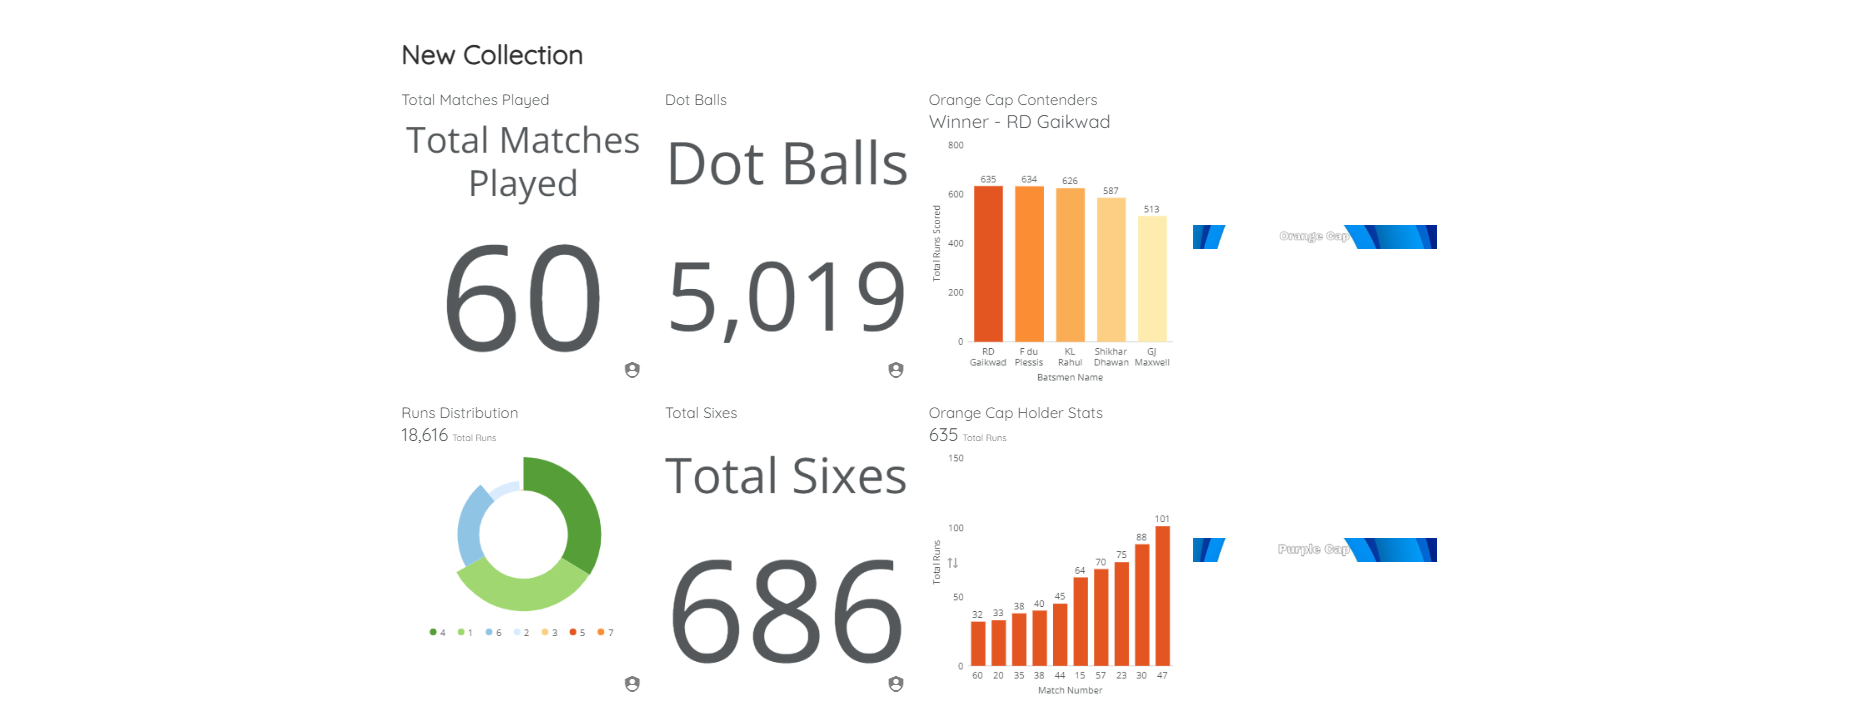 New Collection
Total Matches Played
Total Matches
Played
60
Dot Balls
Dot Balls
5,019
Orange Cap Contenders
Winner - RD Gaikwad
800
600
400
200
0
Total Runs Scored
635
634
626
587
513
RD
Gaikwad
F du
Plessis
KL
Rahul
Shikhar
Dhawan
GJ
Maxwell
Batsmen Name
Orange Cap
Runs Distribution
18,616 Total Runs
4 1 6 2 3 5 7
Total Sixes
Total Sixes
686
Orange Cap Holder Stats
635 Total Runs
150
100
50
0
Total Runs
32
33
38
40
45
64
70
75
88
101
60 20 35 38 44 15 57 23 30 47
Match Number
Purple Cap